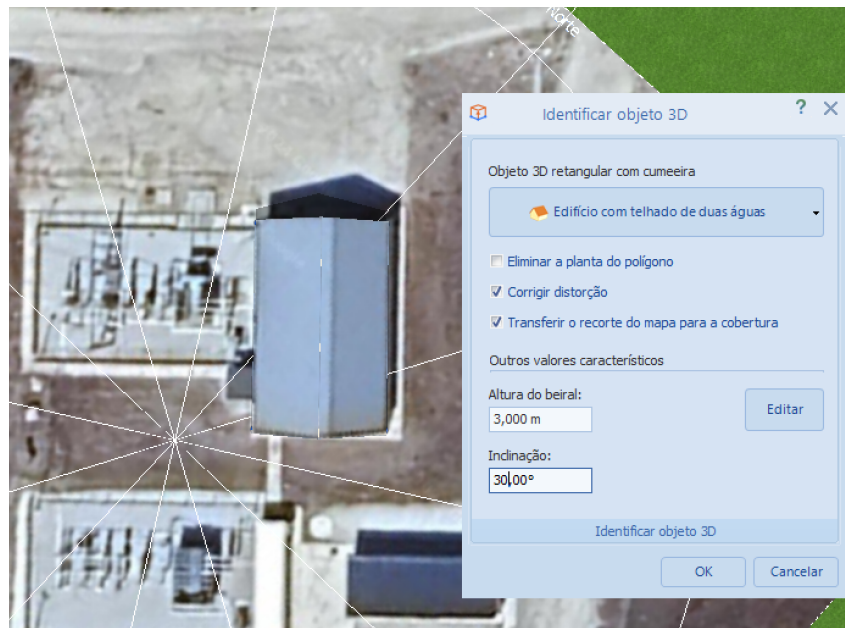 Norte
Identificar objeto 3D
?
Objeto 3D retangular com cumeeira
Edifício com telhado de duas águas
Eliminar a planta do polígono
Corrigir distorção
Transferir o recorte do mapa para a cobertura
Outros valores característicos
Altura do beiral:
3,000 m
Editar
Inclinação:
30,00°
Identificar objeto 3D
OK
Cancelar